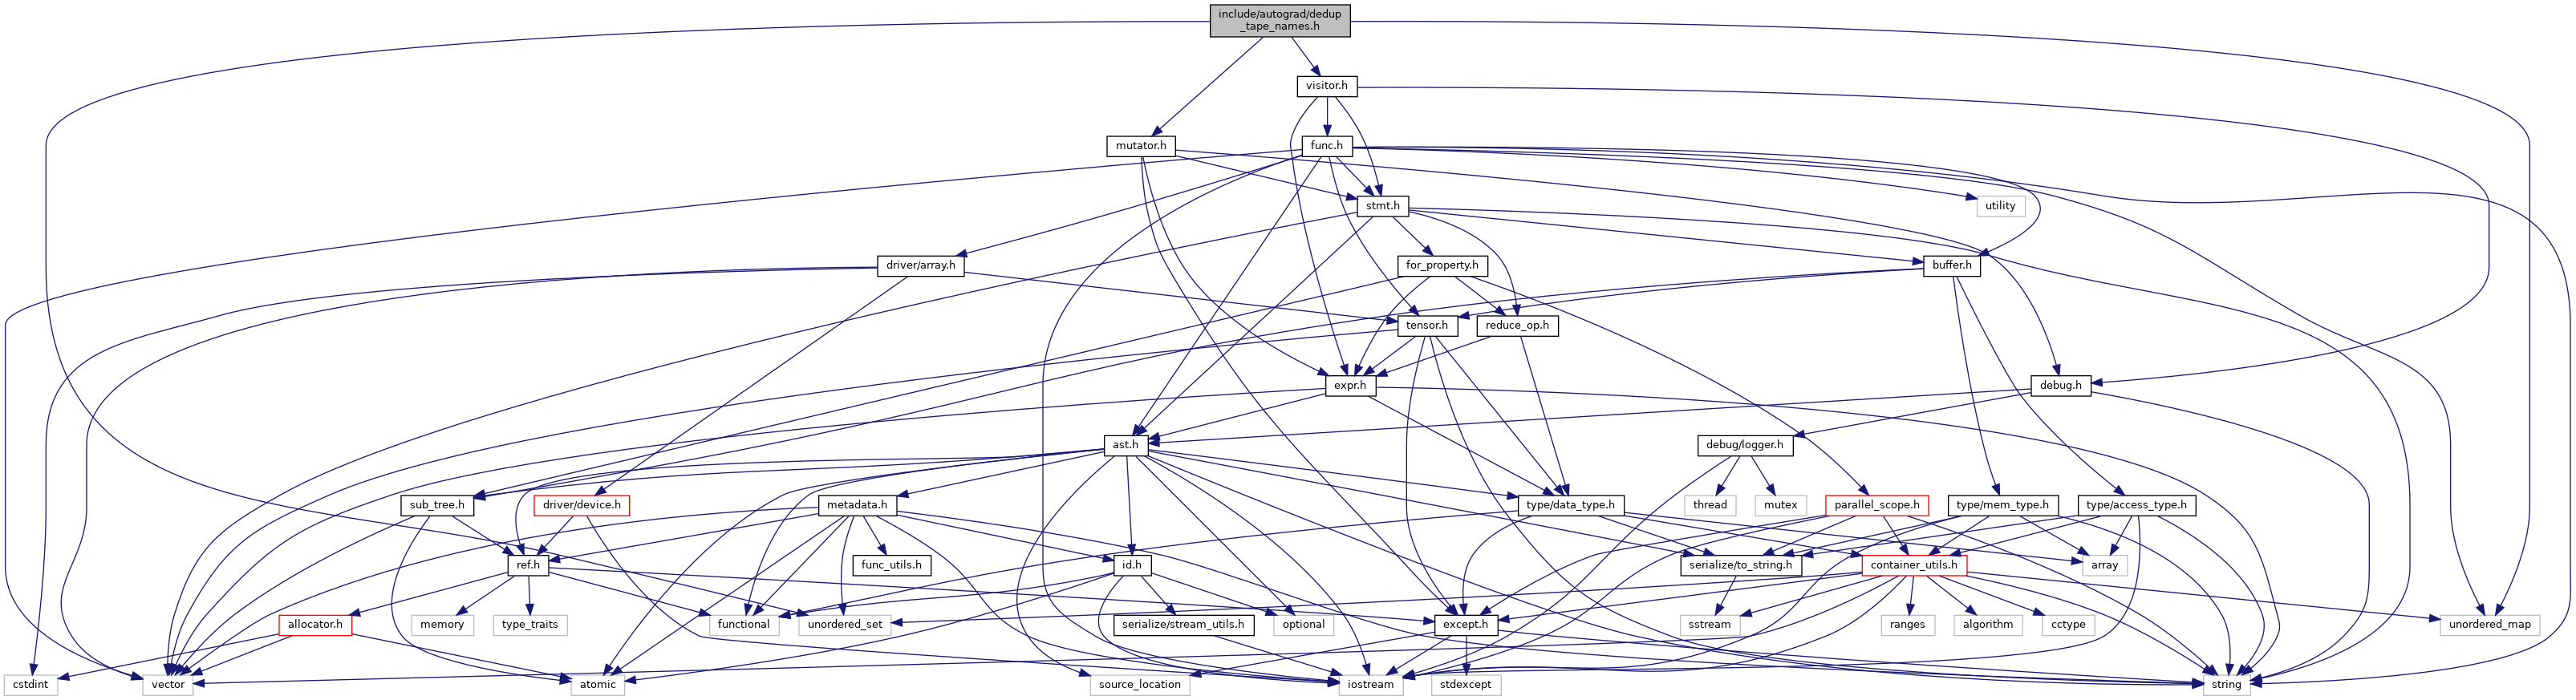 include/autograd/dedup
_tape_names.h
visitor.h
mutator.h
func.h
stmt.h
utility
driver/array.h
for_property.h
buffer.h
tensor.h
reduce_op.h
expr.h
debug.h
ast.h
debug/logger.h
sub_tree.h
driver/device.h
metadata.h
type/data_type.h
thread
mutex
parallel_scope.h
type/mem_type.h
type/access_type.h
ref.h
func_utils.h
id.h
serialize/to_string.h
container_utils.h
array
allocator.h
memory
type_traits
functional
unordered_set
serialize/stream_utils.h
optional
except.h
sstream
ranges
algorithm
cctype
unordered_map
cstdint
vector
atomic
source_location
iostream
stdexcept
string